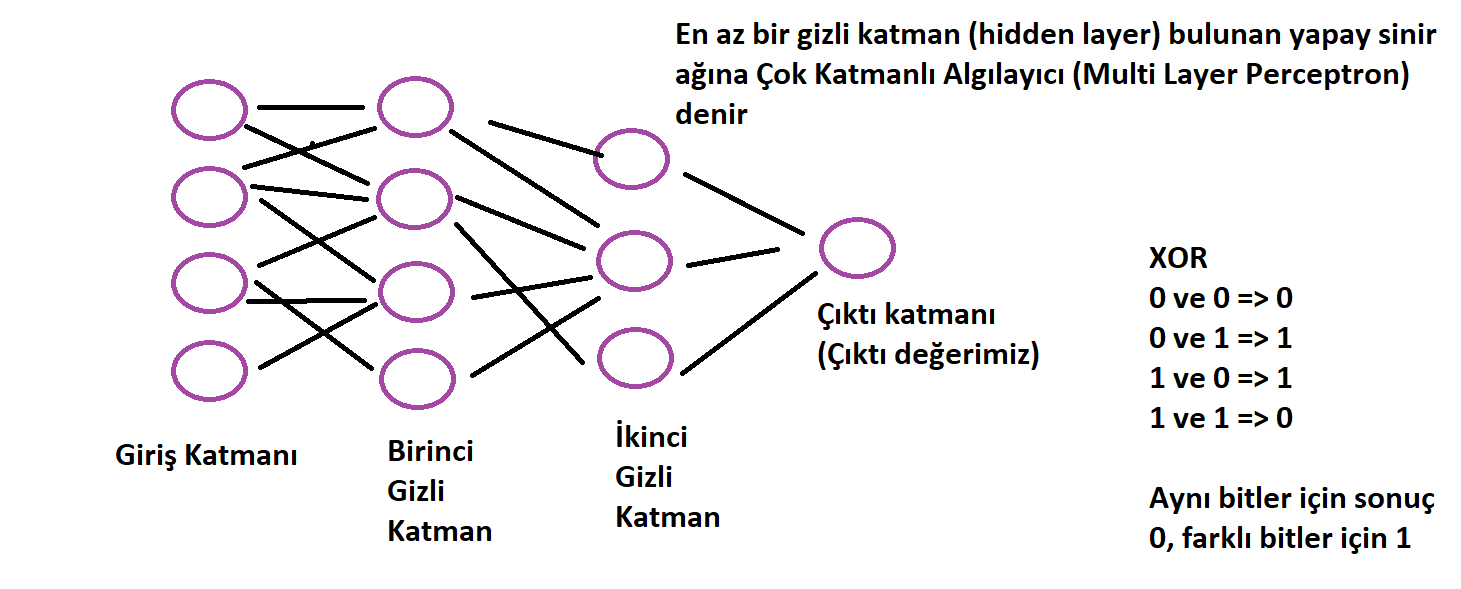 En az bir gizli katman (hidden layer) bulunan yapay sinir
ağına Çok Katmanlı Algılayıcı (Multi Layer Perceptron)
denir
XOR
0 ve 0 => 0
0 ve 1 => 1
1 ve 0 => 1
1 ve 1 => 0
Aynı bitler için sonuç
0, farklı bitler için 1
Çıktı katmanı
(Çıktı değerimiz)
Giriş Katmanı
Birinci
Gizli
Katman
İkinci
Gizli
Katman